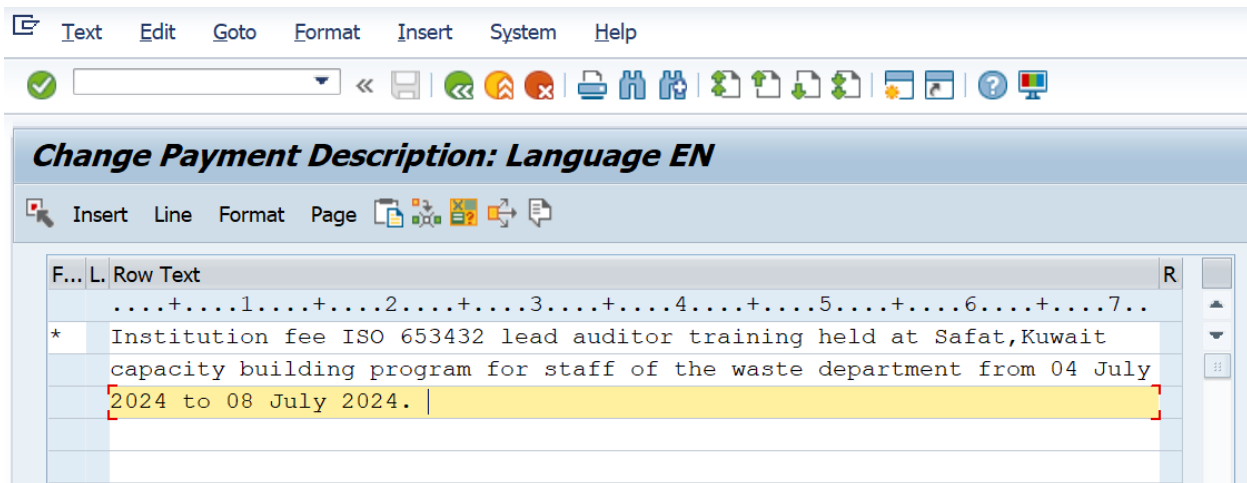 Text Edit Goto Format Insert System Help
Change Payment Description: Language EN
Insert Line Format Page
F... L. Row Text R
....+....1....+....2....+....3....+....4....+....5....+....6....+....7..
* Institution fee ISO 653432 lead auditor training held at Safat,Kuwait
capacity building program for staff of the waste department from 04 July
2024 to 08 July 2024.